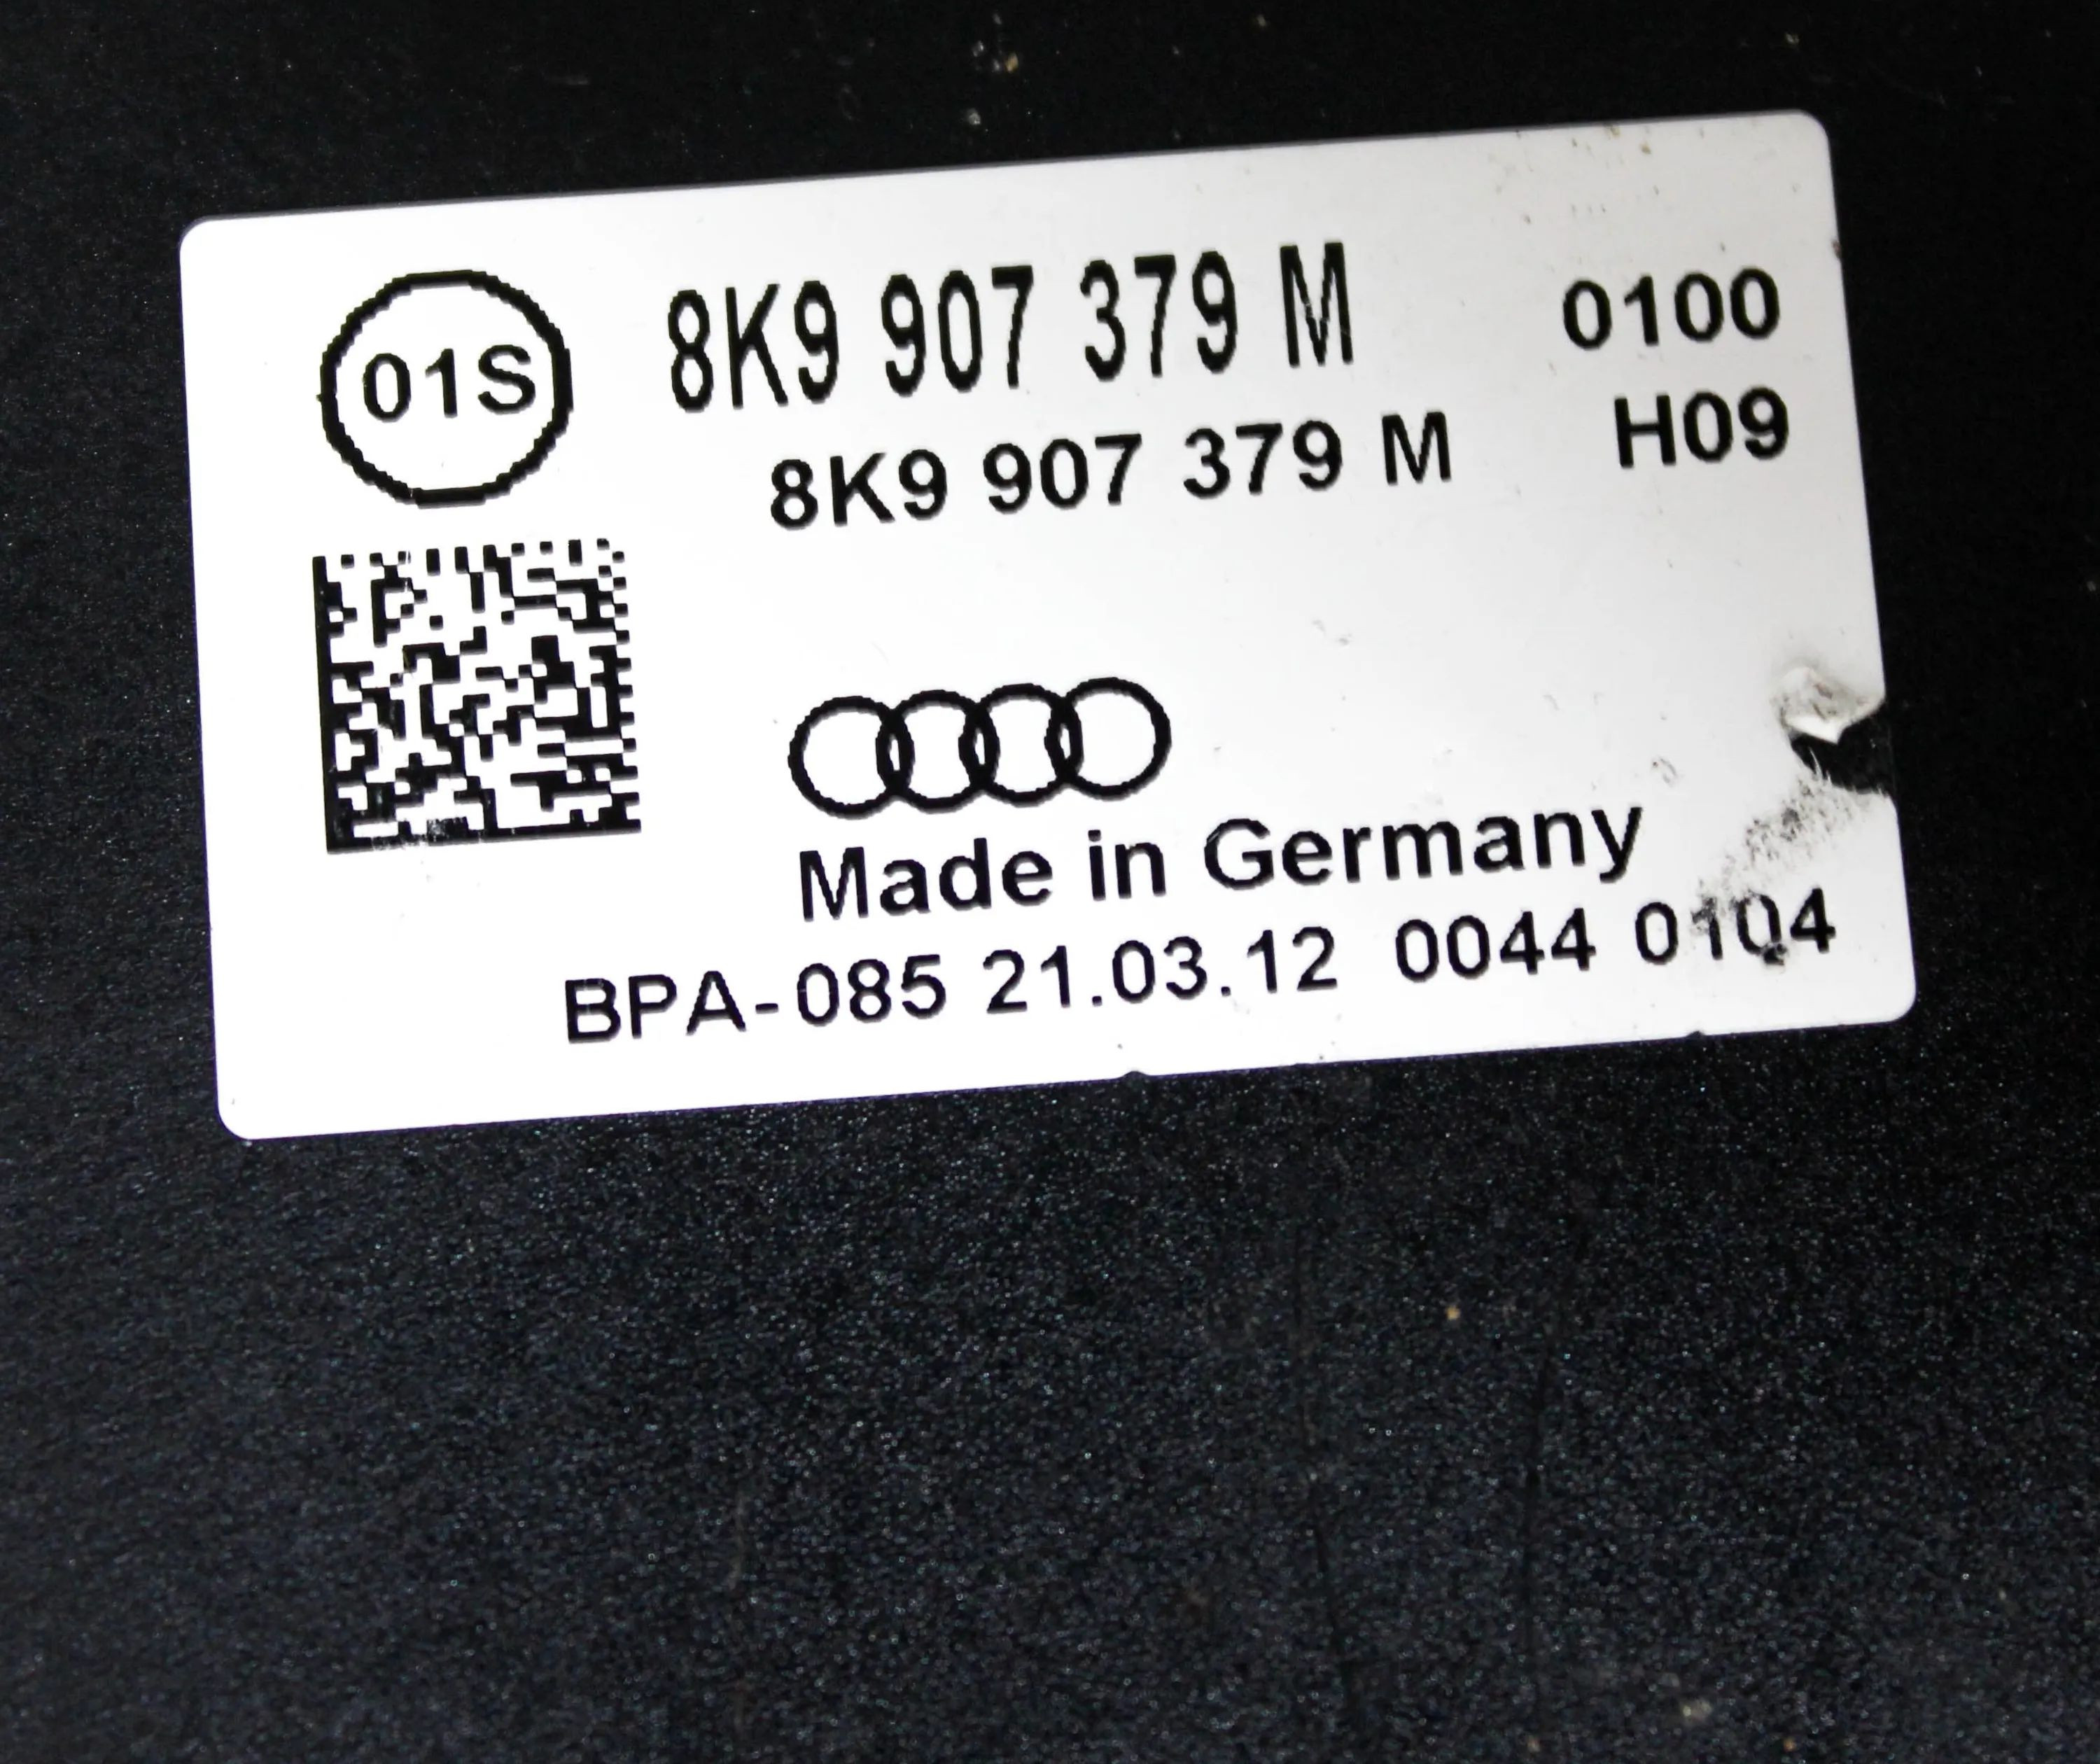 01S
8K9 907 379 M 0100
8K9 907 379 M H09
Made in Germany
BPA-085 21.03.12 0044 0104